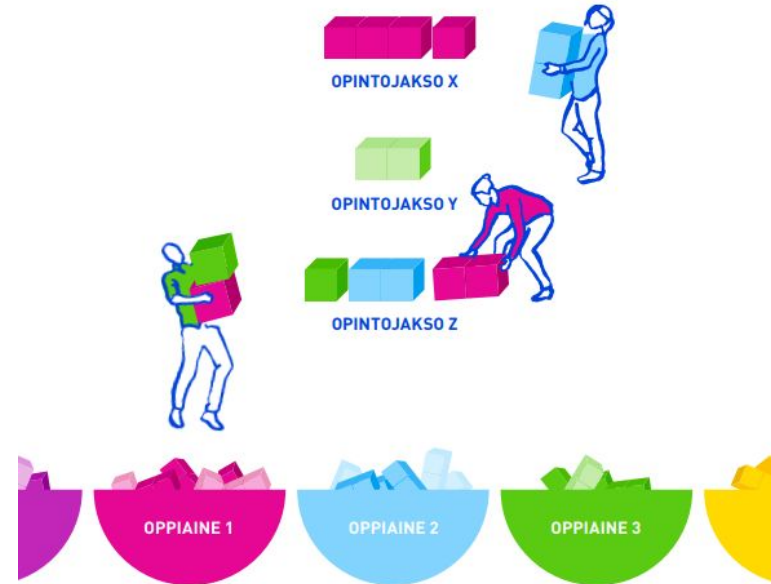 OPINTOJAKSO X
OPINTOJAKSO Y
OPINTOJAKSO Z
OPPIAINE 1
OPPIAINE 2
OPPIAINE 3